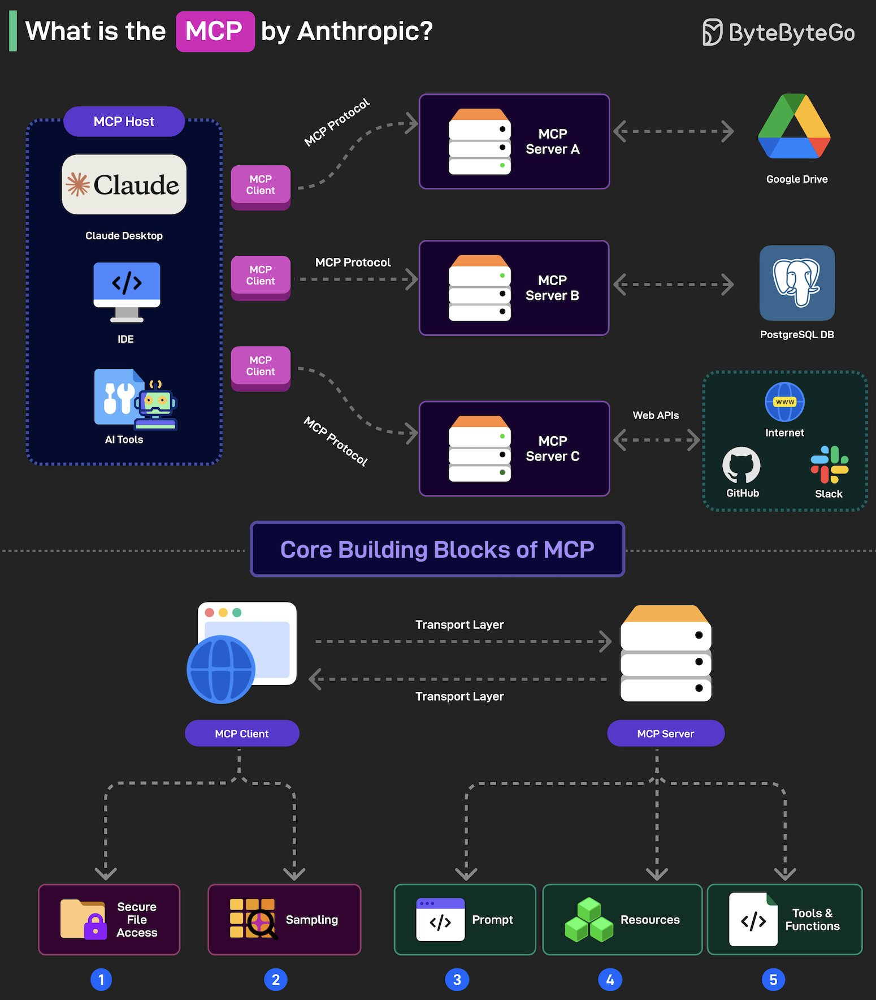 What is the MCP by Anthropic?
ByteByteGo
MCP Host
Claude
Claude Desktop
</>
IDE
AI Tools
MCP
Client
MCP Protocol
MCP
Server A
Google Drive
MCP
Client
MCP Protocol
MCP
Server B
PostgreSQL DB
MCP
Client
MCP Protocol
MCP
Server C
Web APIs
www
Internet
GitHub
Slack
Core Building Blocks of MCP
Transport Layer
Transport Layer
MCP Client
MCP Server
Secure
File
Access
Sampling
</>
Prompt
Resources
</>
Tools &
Functions
1
2
3
4
5